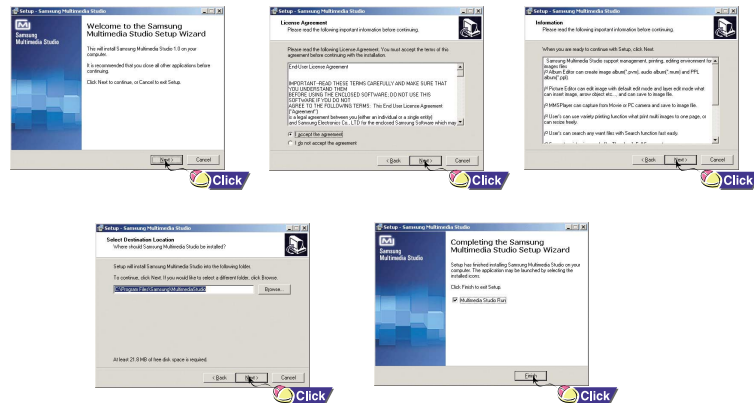 Setup - Samsung Multimedia Studio
Samsung
Multimedia Studio
Welcome to the Samsung
Multimedia Studio Setup Wizard
This will install Samsung Multimedia Studio 1.0 on your
computer.
It is recommended that you close all other applications before
continuing.
Click Next to continue, or Cancel to exit Setup.
Next >
Cancel
Click
Setup - Samsung Multimedia Studio
License Agreement
Please read the following important information before continuing.
Please read the following License Agreement. You must accept the terms of this
agreement before continuing with the installation.
End User License Agreement
IMPORTANT-READ THESE TERMS CAREFULLY AND MAKE SURE THAT
YOU UNDERSTAND THEM
BEFORE USING THE ENCLOSED SOFTWARE, DO NOT USE THIS
SOFTWARE IF YOU DO NOT
AGREE TO THE FOLLOWING TERMS: This End User License Agreement
("Agreement")
is a legal agreement between you (either an individual or a single entity)
and Samsung Electronics Co., LTD for the enclosed Samsung Software which may
I accept the agreement
I do not accept the agreement
< Back
Next >
Cancel
Click
Setup - Samsung Multimedia Studio
Information
Please read the following important information before continuing.
When you are ready to continue with Setup, click Next
Samsung Multimedia Studio support management, printing, editing environment for
images files
Album Editor can create image album(*.pvm), audio album(*.mun) and PPL
album(*.ppl).
Picture Editor can edit image with default edit mode and layer edit mode what
can insert image, arrow object etc... , and can save to image file.
MMSPlayer can capture from Movie or PC camera and save to image file.
User's can use variety printing function what print multi images to one page, or
can resize freely.
User's can search any want files with Search function fast easily.
< Back
Next >
Cancel
Click
Setup - Samsung Multimedia Studio
Select Destination Location
Where should Samsung Multimedia Studio be installed?
Setup will install Samsung Multimedia Studio into the following folder.
To continue, click Next. If you would like to select a different folder, click Browse.
C:\Program Files\Samsung\MultimediaStudio
Browse...
At least 21.8 MB of free disk space is required.
< Back
Next >
Cancel
Click
Setup - Samsung Multimedia Studio
Samsung
Multimedia Studio
Completing the Samsung
Multimedia Studio Setup Wizard
Setup has finished installing Samsung Multimedia Studio on your
computer. The application may be launched by selecting the
installed icons.
Click Finish to exit Setup.
Multimedia Studio Run
Finish
Click